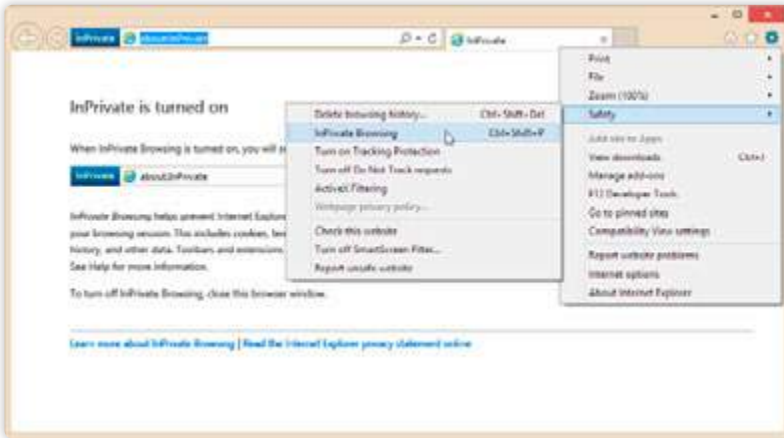 InPrivate about:InPrivate InPrivate
InPrivate is turned on
When InPrivate Browsing is turned on, you will
InPrivate about:InPrivate
InPrivate Browsing helps prevent Internet Explorer
your browsing session. This includes cookies,
history, and other data. Toolbars and extensions
See Help for more information.
To turn off InPrivate Browsing, close this browser window.
Learn more about InPrivate Browsing | Read the Internet Explorer privacy statement online
Delete browsing history... Ctrl+Shift+Del
InPrivate Browsing Ctrl+Shift+P
Turn on Tracking Protection
Turn off Do Not Track requests
ActiveX Filtering
Webpage privacy policy...
Check this website
Turn off SmartScreen Filter...
Report unsafe website
Print
File
Zoom (100%)
Safety
Add site to Apps
View downloads Ctrl+J
Manage add-ons
F12 Developer Tools
Go to pinned sites
Compatibility View settings
Report website problems
Internet options
About Internet Explorer